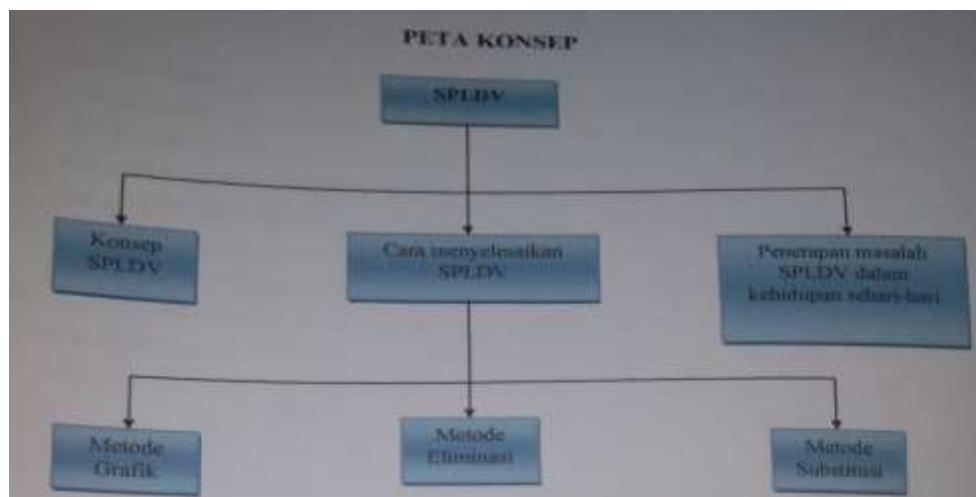 PETA KONSEP
SPLDV
Konsep
SPLDV
Cara menyelesaikan
SPLDV
Penerapan masalah
SPLDV dalam
kehidupan sehari-hari
Metode
Grafik
Metode
Eliminasi
Metode
Substitusi